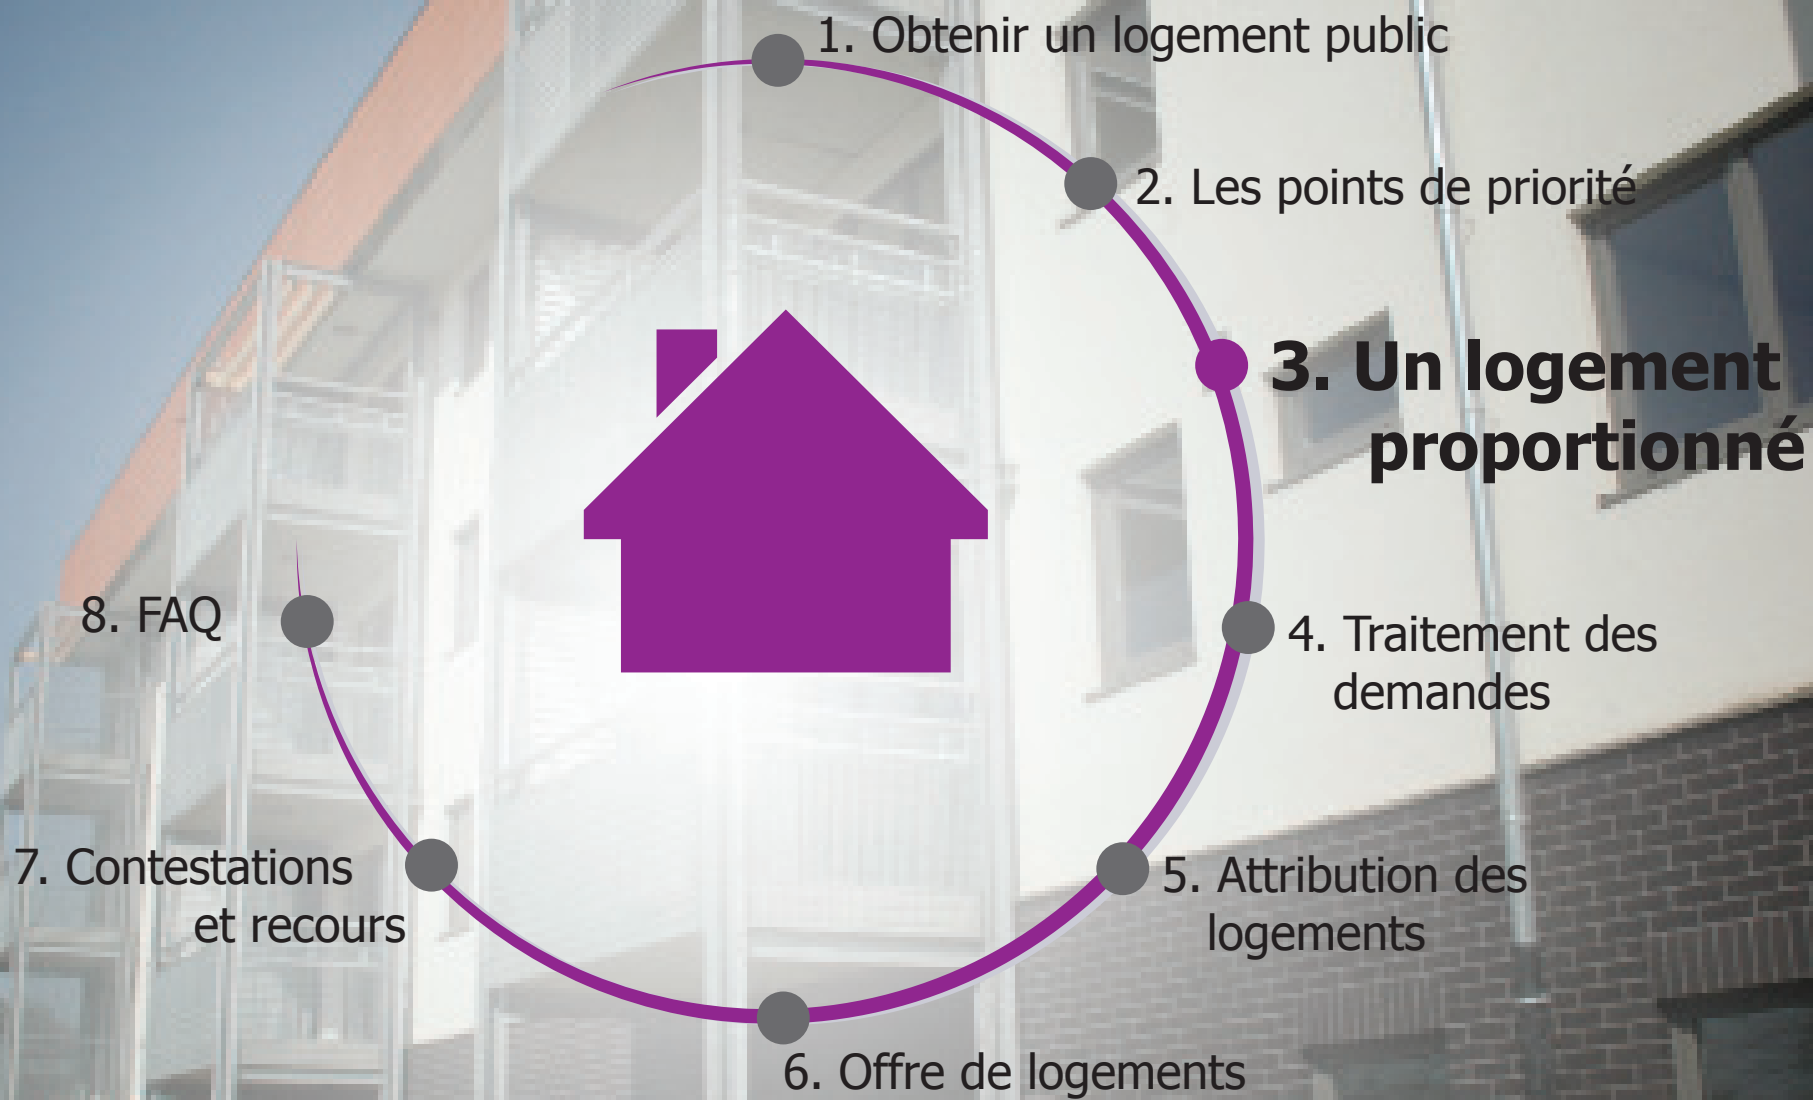 1. Obtenir un logement public
2. Les points de priorité
3. Un logement
proportionné
4. Traitement des
demandes
5. Attribution des
logements
6. Offre de logements
7. Contestations
et recours
8. FAQ